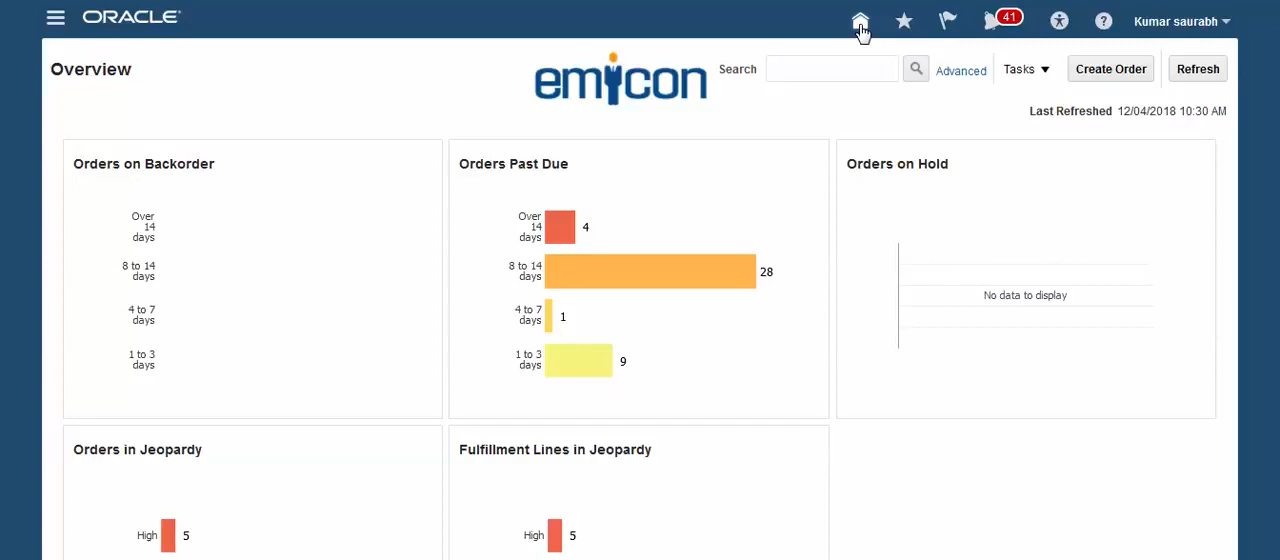 ORACLE
41
?
Kumar saurabh
Overview
emicon
Search
Advanced
Tasks
Create Order
Refresh
Last Refreshed 12/04/2018 10:30 AM
Orders on Backorder
Over
14
days
8 to 14
days
4 to 7
days
1 to 3
days
Orders Past Due
Over
14
days
4
8 to 14
days
28
4 to 7
days
1
1 to 3
days
9
Orders on Hold
No data to display
Orders in Jeopardy
High 5
Fulfillment Lines in Jeopardy
High 5